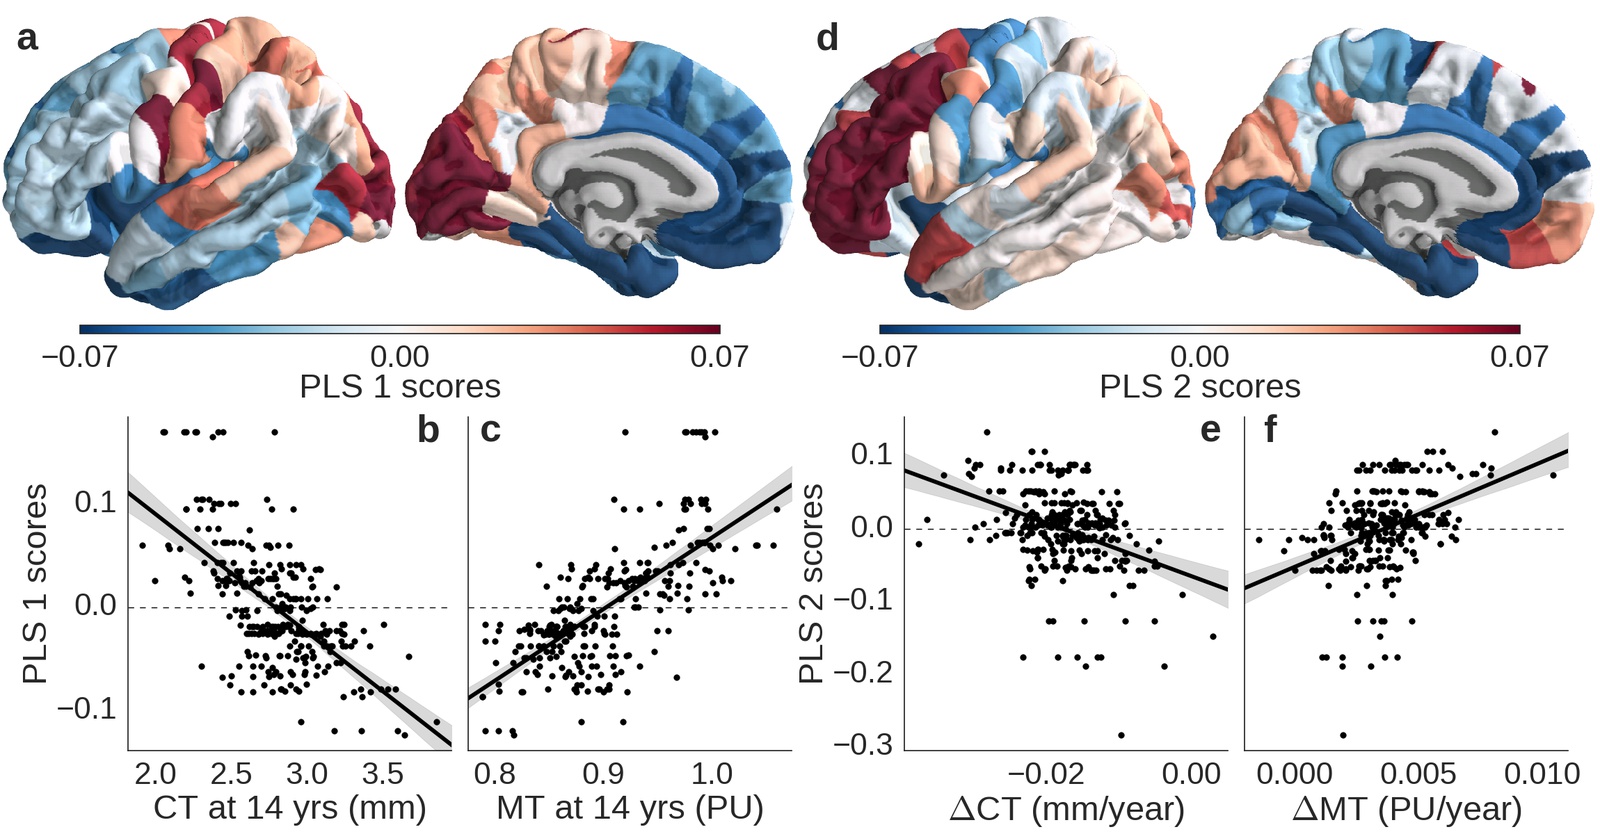 a
d
−0.07 0.00 0.07
PLS 1 scores
−0.07 0.00 0.07
PLS 2 scores
b
PLS 1 scores
0.1
0.0
−0.1
2.0 2.5 3.0 3.5
CT at 14 yrs (mm)
c
0.8 0.9 1.0
MT at 14 yrs (PU)
e
PLS 2 scores
0.1
0.0
−0.1
−0.2
−0.3
−0.02 0.00
ΔCT (mm/year)
f
0.000 0.005 0.010
ΔMT (PU/year)